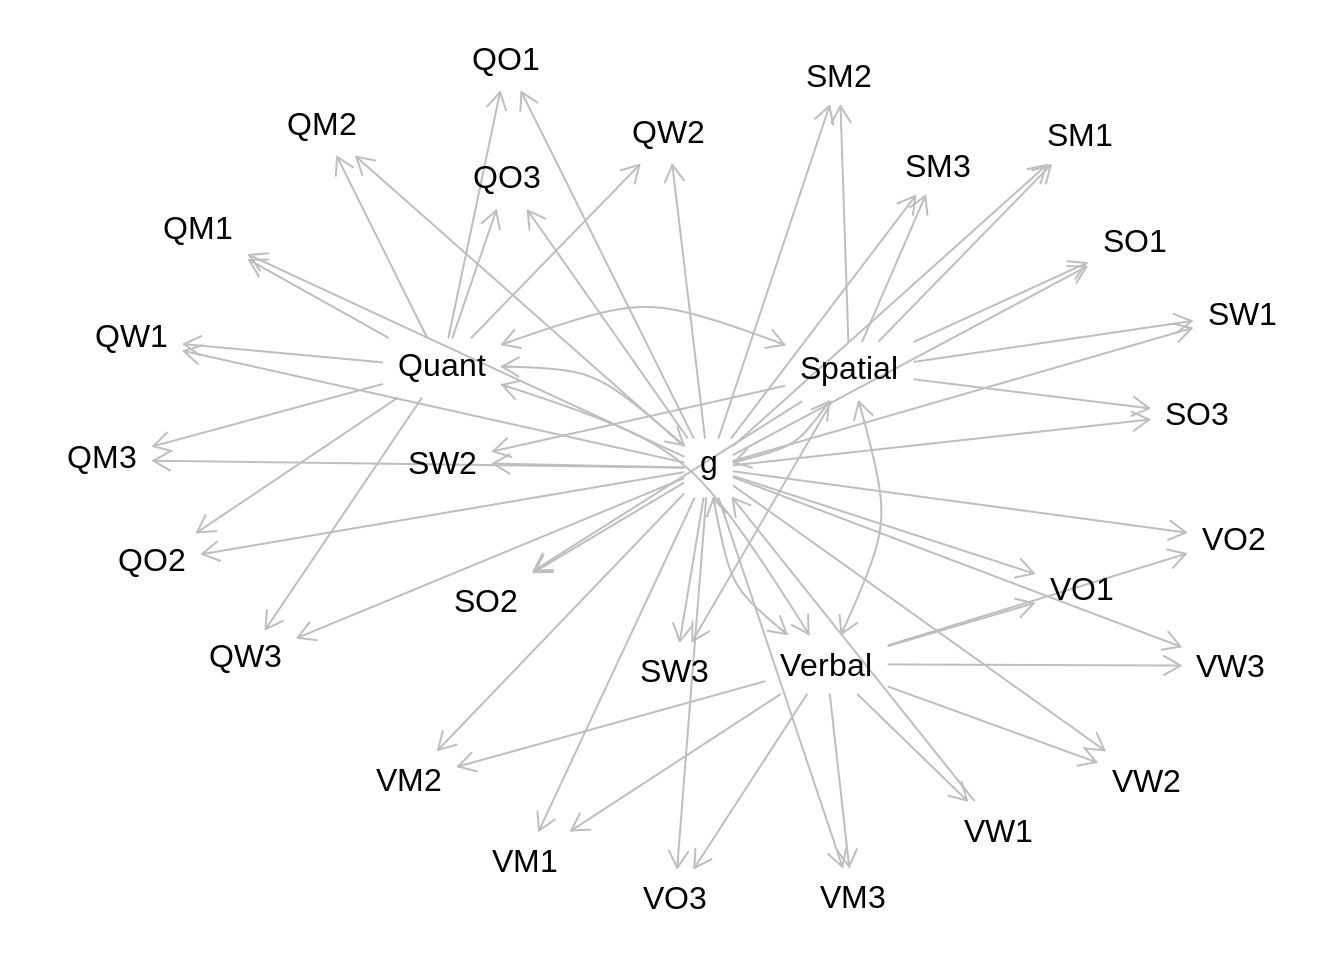 QO1
SM2
QM2
QW2
SM1
SM3
QO3
QM1
SO1
SW1
QW1
Quant
Spatial
SO3
QM3
SW2
g
VO2
QO2
VO1
SO2
QW3
Verbal
VW3
SW3
VM2
VW2
VW1
VM1
VO3
VM3